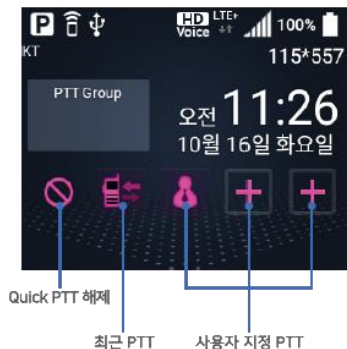 P HD Voice LTE+ 100%
KT
115*557
PTT Group
오전 11:26
10월 16일 화요일
Quick PTT 해제
최근 PTT
사용자 지정 PTT